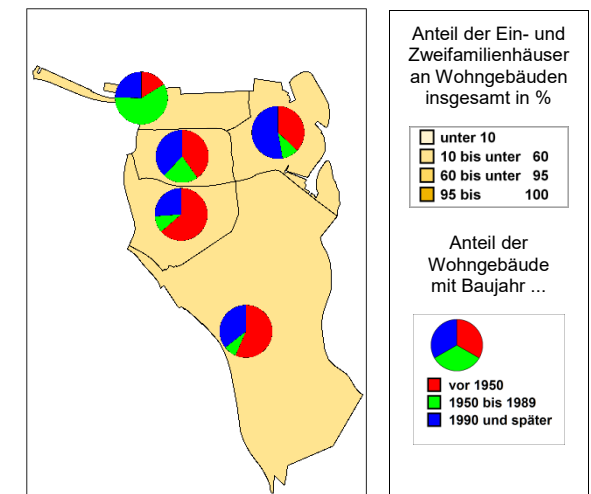 Anteil der Ein- und
Zweifamilienhäuser
an Wohngebäuden
insgesamt in %
unter 10
10 bis unter 60
60 bis unter 95
95 bis 100
Anteil der
Wohngebäude
mit Baujahr ...
vor 1950
1950 bis 1989
1990 und später